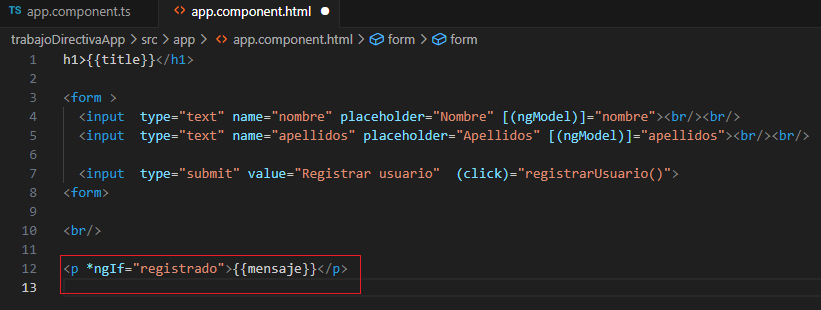 TS app.component.ts <> app.component.html
trabajoDirectivaApp > src > app > <> app.component.html > form > form
1 h1>{{title}}</h1>
2
3 <form >
4 <input  type="text" name="nombre" placeholder="Nombre" [(ngModel)]="nombre"><br/><br/>
5 <input  type="text" name="apellidos" placeholder="Apellidos" [(ngModel)]="apellidos"><br/><br/>
6
7 <input  type="submit" value="Registrar usuario"  (click)="registrarUsuario()">
8 <form>
9
10 <br/>
11
12 <p *ngIf="registrado">{{mensaje}}</p>
13